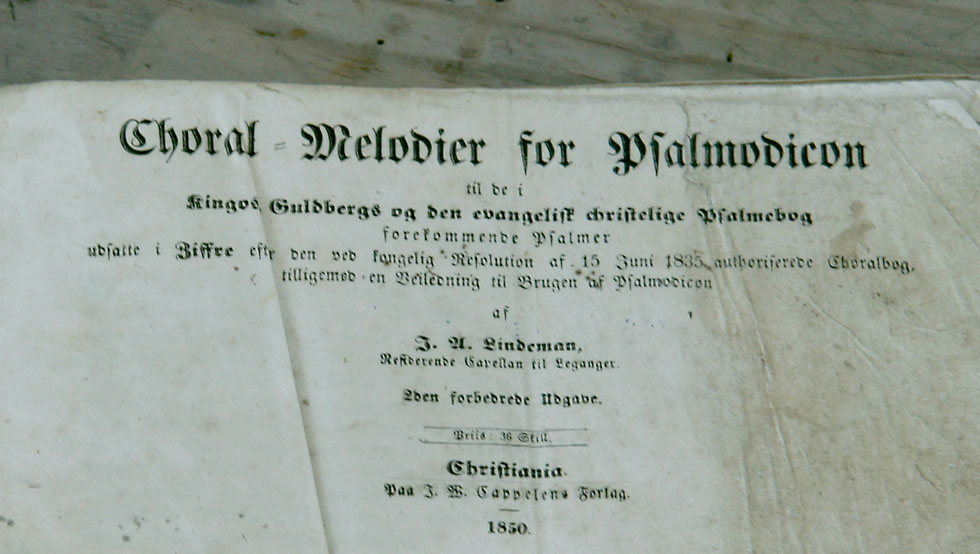 Choral-Melodier for Psalmodicon
til de i
Kingos, Guldbergs og den evangelisk christelige Psalmebog
forekommende Psalmer
udsatte i Ziffre eftr den ved kongelig Resolution af 15 Juni 1835 authoriserede Choralbog,
tilligemed en Veiledning til Brugen af Psalmodicon
af
J. A. Lindeman,
Residerende Capellan til Leganger.
2den forbedrede Udgave.
Priis: 36 Skill.
Christiania.
Paa J. W. Cappelens Forlag.
1850.